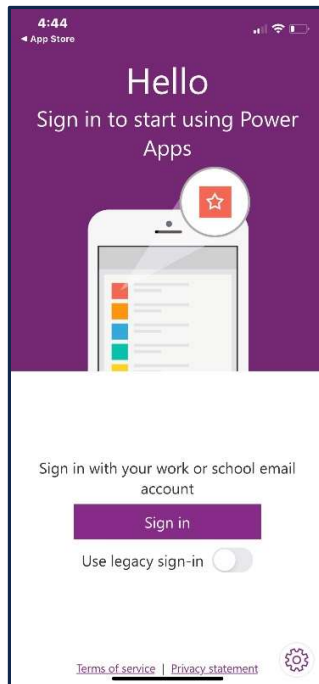 4:44
◄ App Store
Hello
Sign in to start using Power
Apps
Sign in with your work or school email
account
Sign in
Use legacy sign-in
Terms of service | Privacy statement